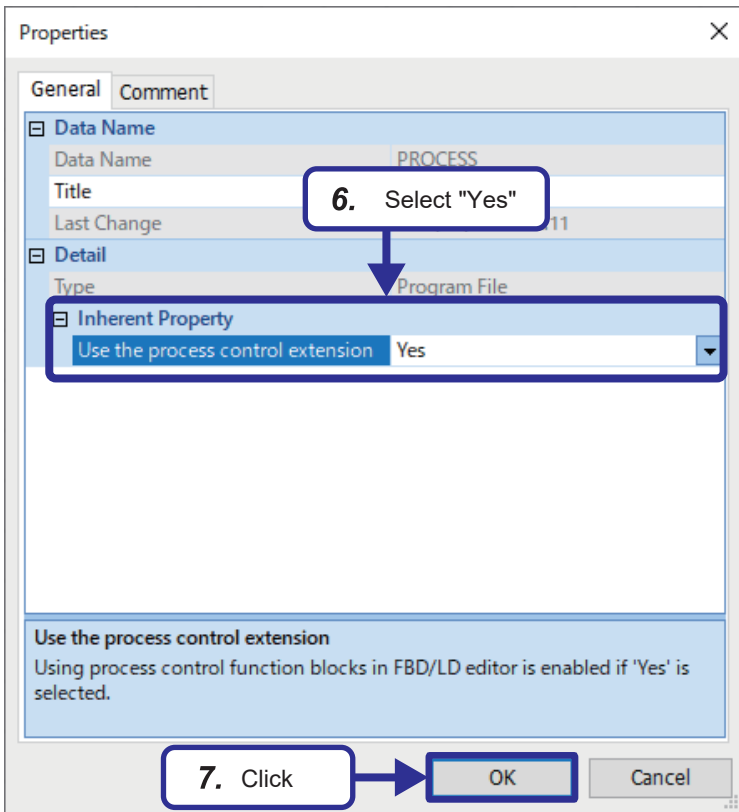 Properties
General Comment
Data Name
Data Name PROCESS
Title
6. Select "Yes"
Last Change 11
Detail
Type Program File
Inherent Property
Use the process control extension Yes
Use the process control extension
Using process control function blocks in FBD/LD editor is enabled if 'Yes' is
selected.
7. Click
OK Cancel